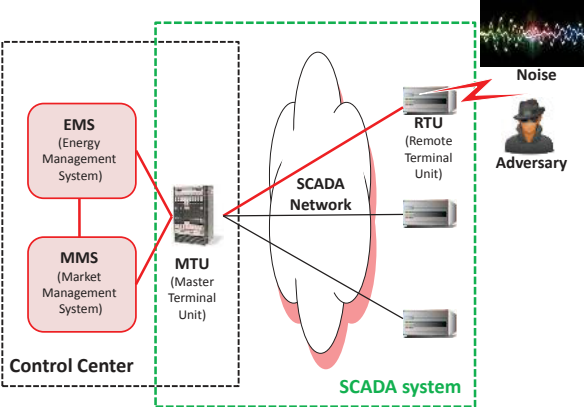 EMS
(Energy
Management
System)
MMS
(Market
Management
System)
MTU
(Master
Terminal
Unit)
SCADA
Network
RTU
(Remote
Terminal
Unit)
Noise
Adversary
Control Center
SCADA system